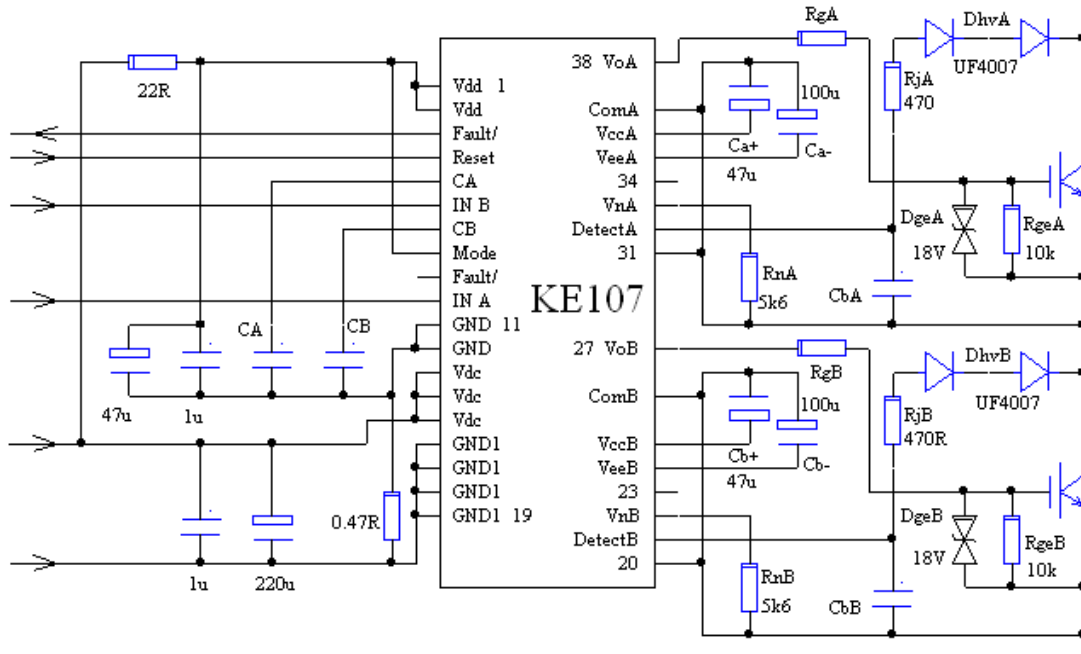 22R
Vdd 1
Vdd
Fault/
Reset
CA
IN B
CB
Mode
Fault/
IN A
GND 11
GND
Vdc
Vdc
Vdc
GND1
GND1
GND1
GND1 19
KE107
38 VoA
ComA
VccA
VeeA
34
VnA
DetectA
31
27 VoB
ComB
VccB
VeeB
23
VnB
DetectB
20
CA
CB
47u
1u
0.47R
1u
220u
RgA
100u
Ca+
47u
Ca-
RnA
5k6
DhvA
UF4007
RjA
470
DgeA
18V
RgeA
10k
CbA
RgB
100u
Cb+
47u
Cb-
RnB
5k6
DhvB
UF4007
RjB
470R
DgeB
18V
RgeB
10k
CbB